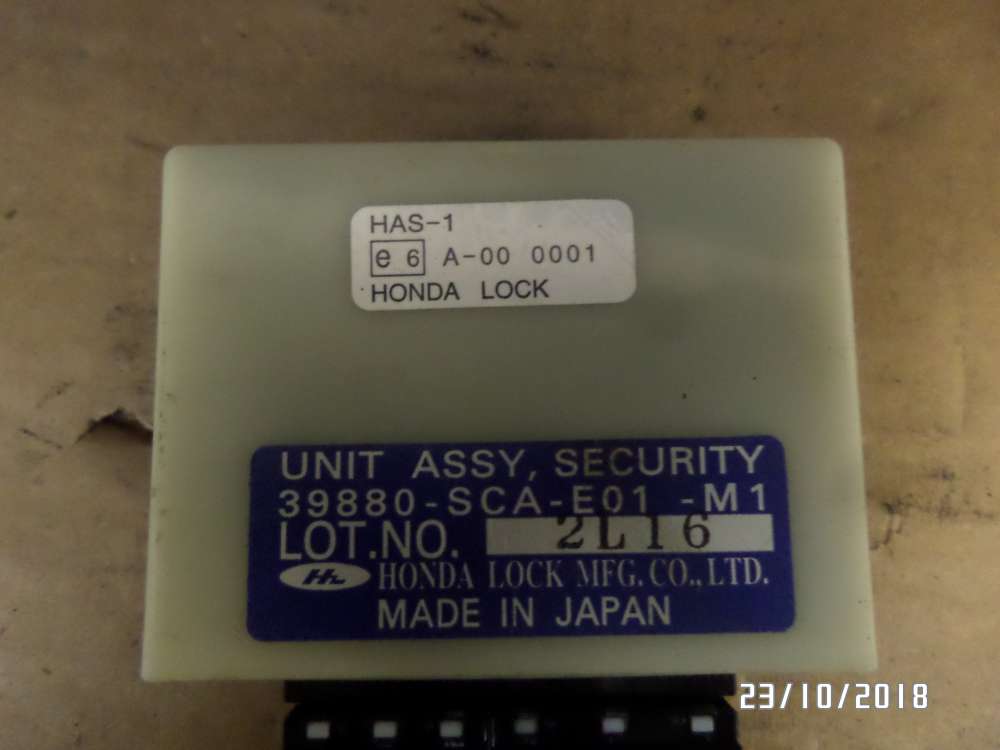 HAS-1
e 6 A-00 0001
HONDA LOCK
UNIT ASSY, SECURITY
39880-SCA-E01 -M1
LOT.NO. 2L16
HL HONDA LOCK MFG. CO., LTD.
MADE IN JAPAN
23/10/2018